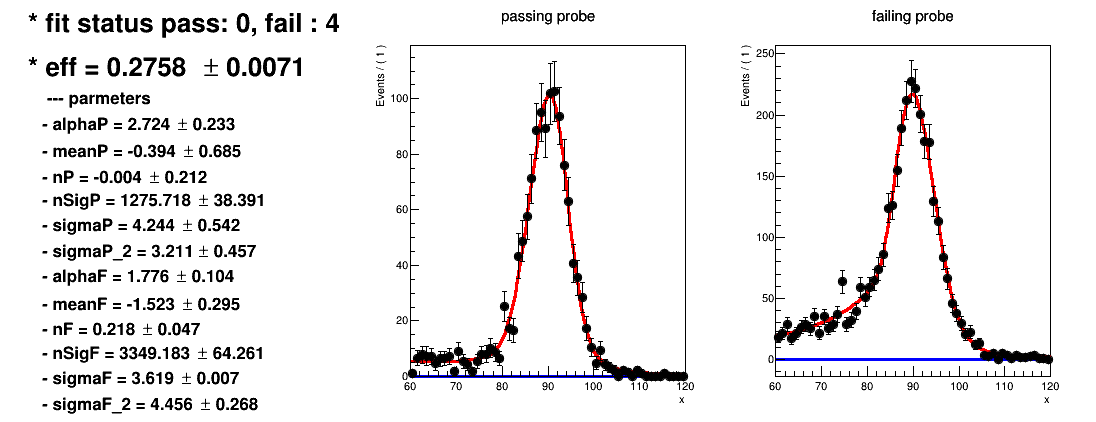 * fit status pass: 0, fail : 4
* eff = 0.2758 ± 0.0071
--- parmeters
- alphaP = 2.724 ± 0.233
- meanP = -0.394 ± 0.685
- nP = -0.004 ± 0.212
- nSigP = 1275.718 ± 38.391
- sigmaP = 4.244 ± 0.542
- sigmaP_2 = 3.211 ± 0.457
- alphaF = 1.776 ± 0.104
- meanF = -1.523 ± 0.295
- nF = 0.218 ± 0.047
- nSigF = 3349.183 ± 64.261
- sigmaF = 3.619 ± 0.007
- sigmaF_2 = 4.456 ± 0.268
passing probe
Events / ( 1 )
100
80
60
40
20
0
60 70 80 90 100 110 120
x
failing probe
Events / ( 1 )
250
200
150
100
50
0
60 70 80 90 100 110 120
x